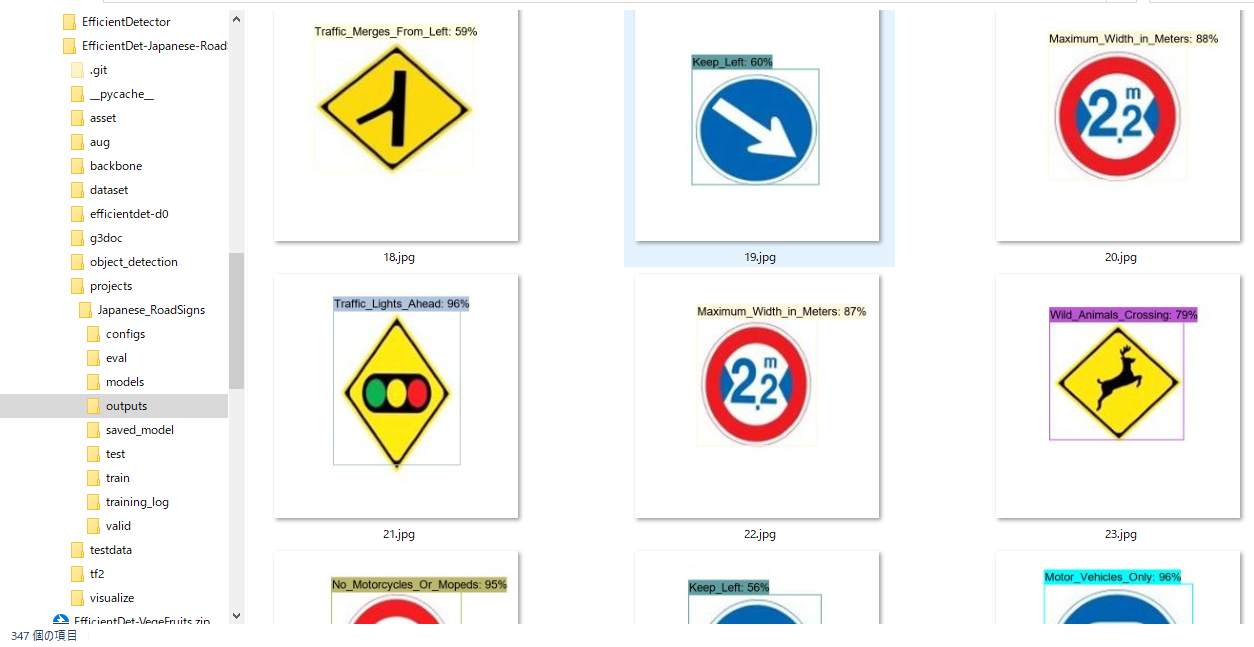 EfficientDetector
EfficientDet-Japanese-Road
.git
__pycache__
asset
aug
backbone
dataset
efficientdet-d0
g3doc
object_detection
projects
Japanese_RoadSigns
configs
eval
models
outputs
saved_model
test
train
training_log
valid
testdata
tf2
visualize
EfficientDet-VegeFruits.zip
347 個の項目
Traffic_Merges_From_Left: 59%
18.jpg
Keep_Left: 60%
19.jpg
Maximum_Width_in_Meters: 88%
2.2m
20.jpg
Traffic_Lights_Ahead: 96%
21.jpg
Maximum_Width_in_Meters: 87%
2.2m
22.jpg
Wild_Animals_Crossing: 79%
23.jpg
No_Motorcycles_Or_Mopeds: 95%
Keep_Left: 56%
Motor_Vehicles_Only: 96%